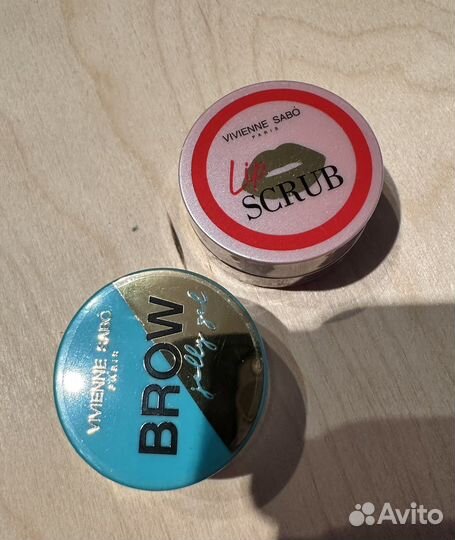 VIVIENNE SABÓ
PARIS
Lip
SCRUB
VIVIENNE SABÓ
PARIS
BROW
jelly gel
Avito